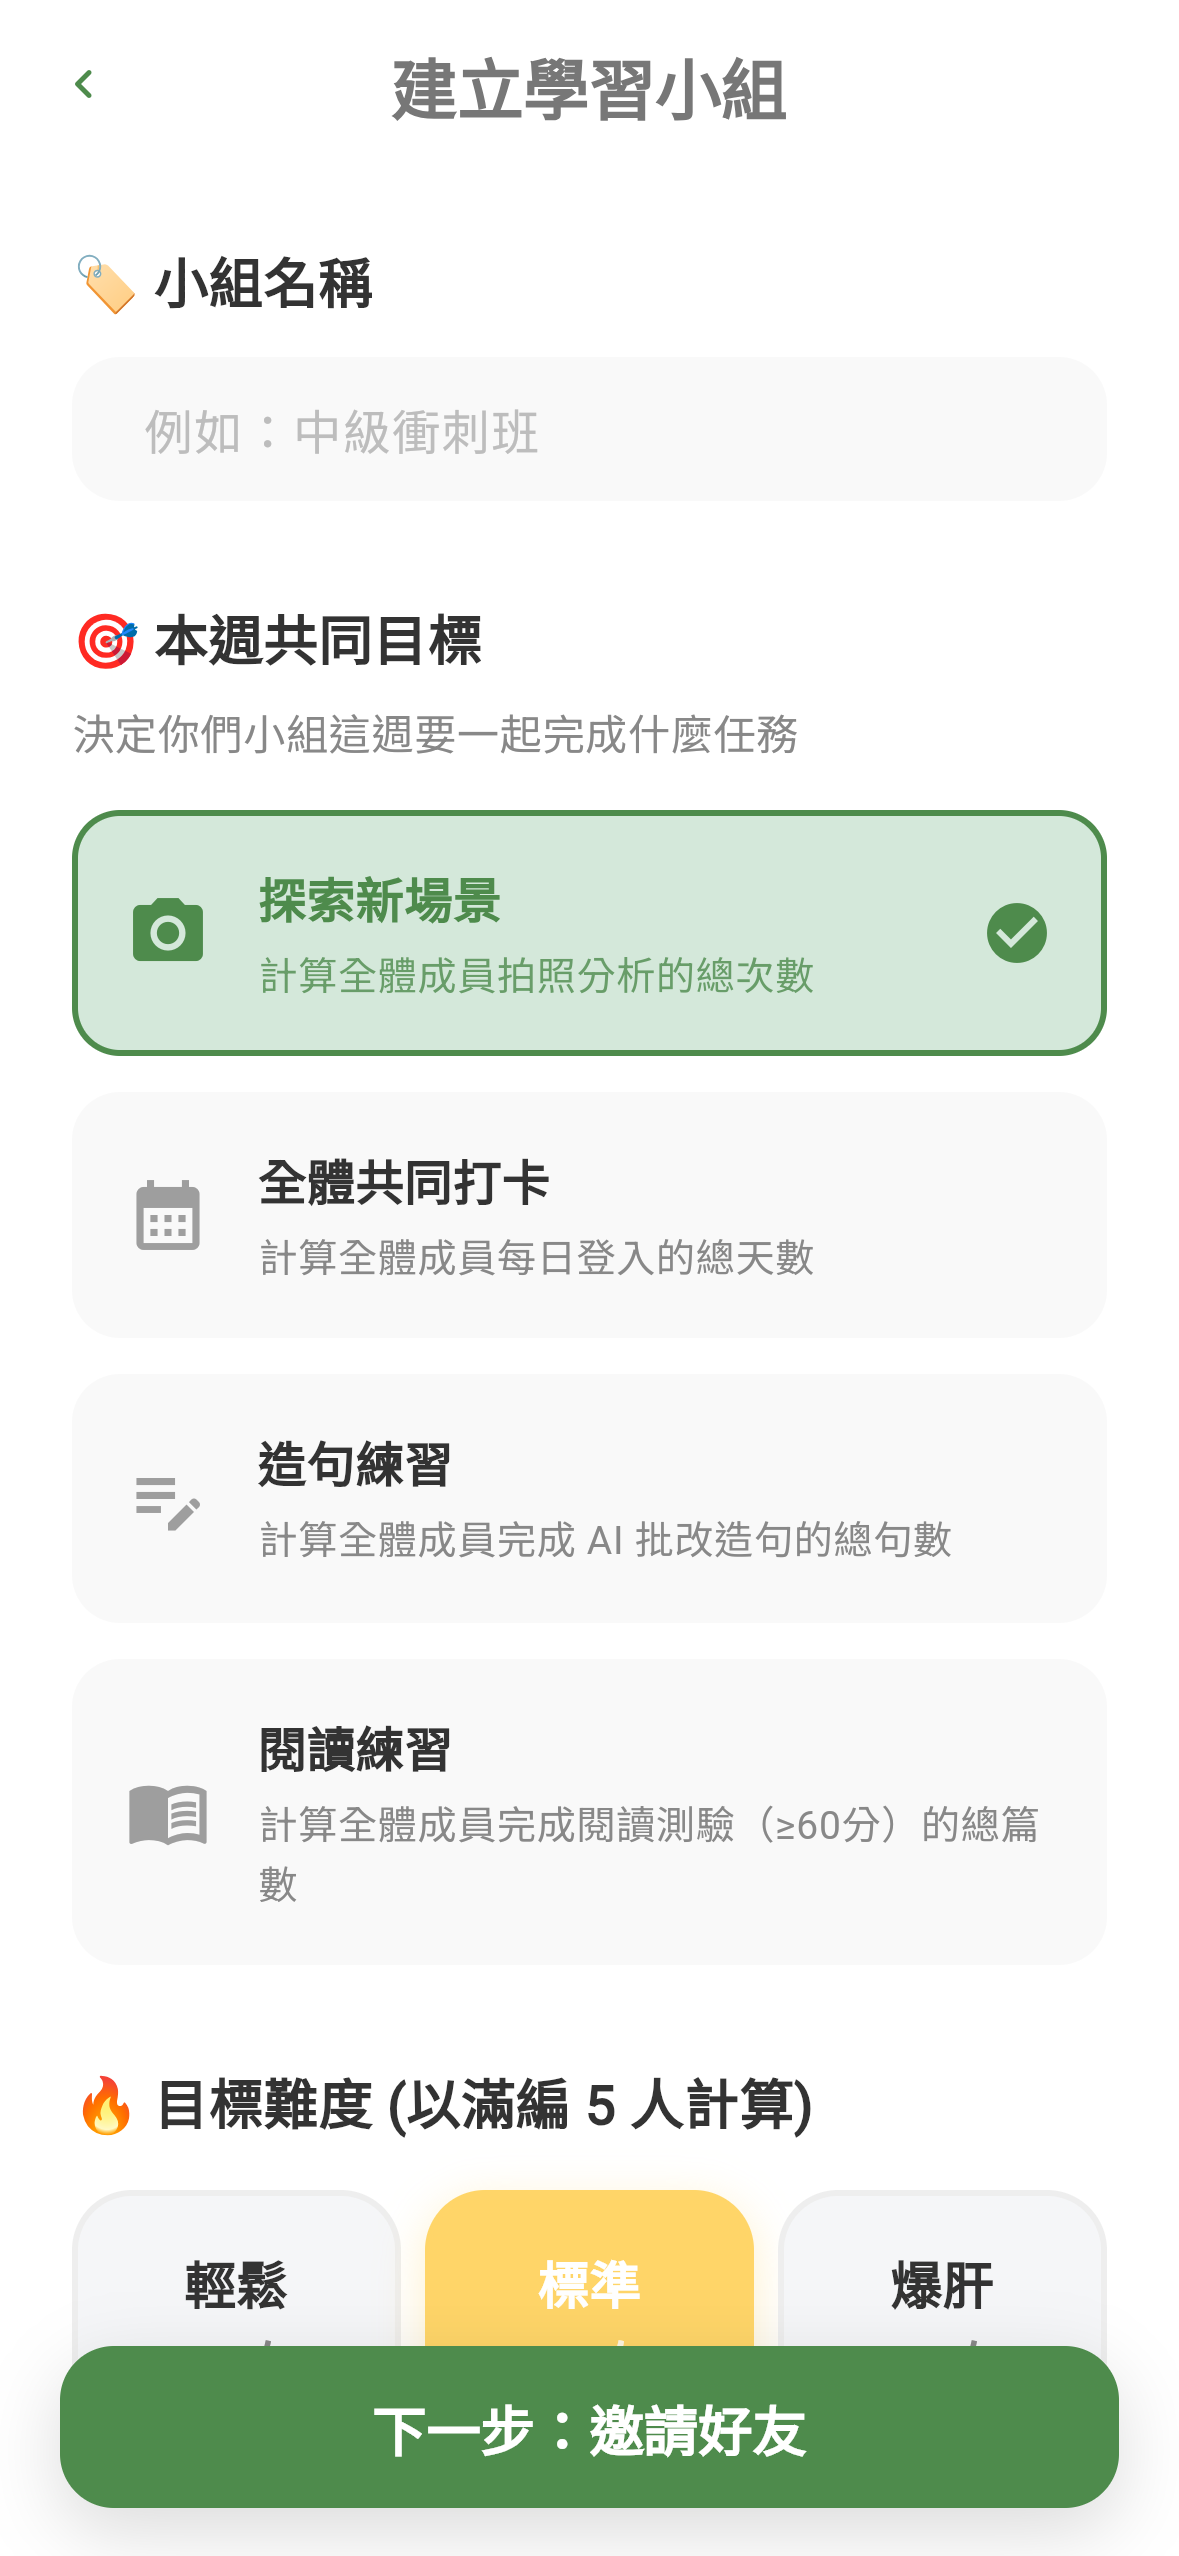 建立學習小組
小組名稱
例如：中級衝刺班
本週共同目標
決定你們小組這週要一起完成什麼任務
探索新場景
計算全體成員拍照分析的總次數
全體共同打卡
計算全體成員每日登入的總天數
造句練習
計算全體成員完成 AI 批改造句的總句數
閱讀練習
計算全體成員完成閱讀測驗（≥60分）的總篇
數
目標難度 (以滿編 5 人計算)
輕鬆
標準
爆肝
下一步：邀請好友